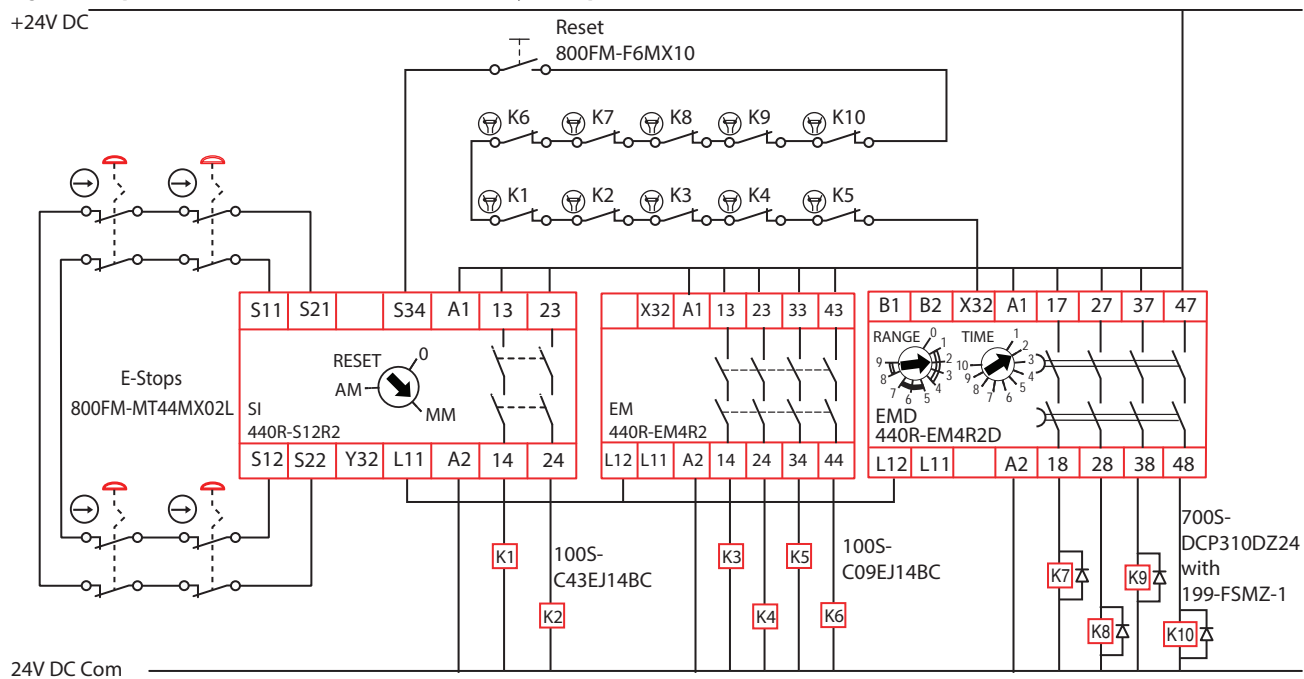 +24V DC
Reset
800FM-F6MX10
K6 K7 K8 K9 K10
K1 K2 K3 K4 K5
S11 S21 S34 A1 13 23
X32 A1 13 23 33 43
B1 B2 X32 A1 17 27 37 47
E-Stops
800FM-MT44MX02L
RESET
0
AM
MM
SI
440R-S12R2
EM
440R-EM4R2
RANGE
0 1 2 3 4 5 6 7 8 9
TIME
1 2 3 4 5 6 7 8 9 10
EMD
440R-EM4R2D
S12 S22 Y32 L11 A2 14 24
L12 L11 A2 14 24 34 44
L12 L11 A2 18 28 38 48
K1
100S-
C43EJ14BC
K2
K3
K5
100S-
C09EJ14BC
K4
K6
700S-
DCP310DZ24
with
199-FSMZ-1
K7
K9
K8
K10
24V DC Com